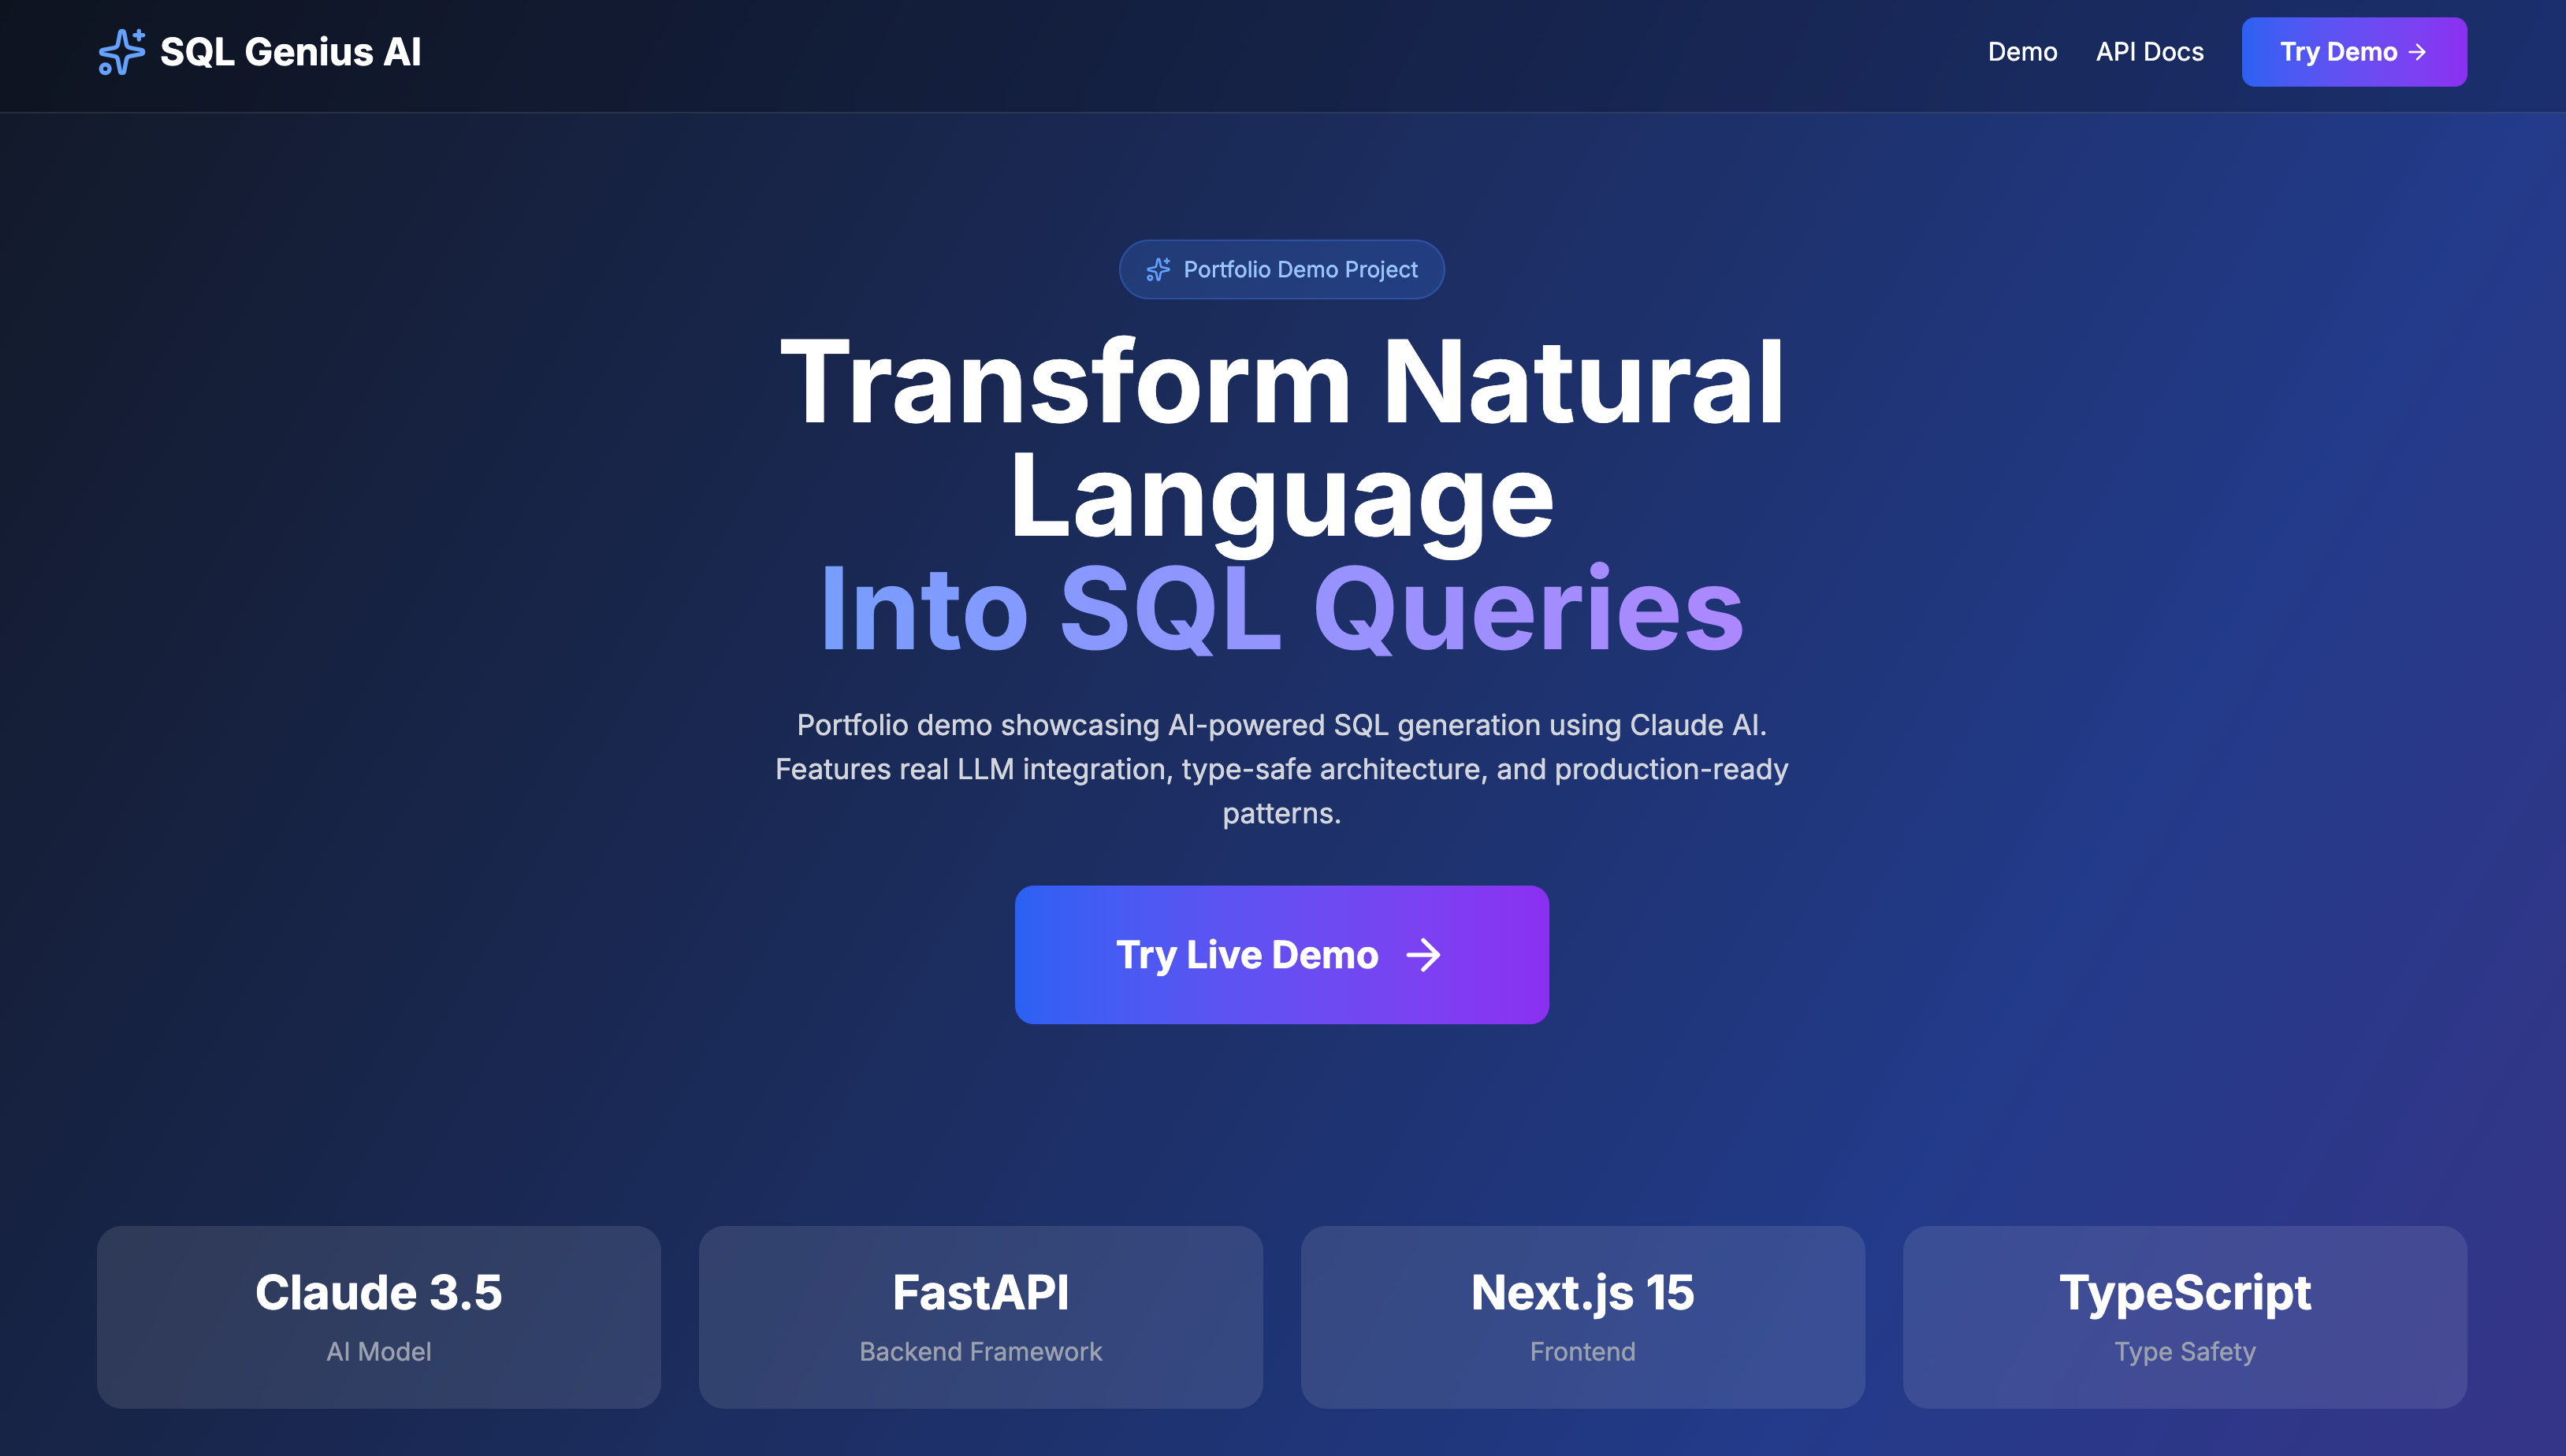 SQL Genius AI
Demo
API Docs
Try Demo →
Portfolio Demo Project
Transform Natural
Language
Into SQL Queries
Portfolio demo showcasing AI-powered SQL generation using Claude AI.
Features real LLM integration, type-safe architecture, and production-ready
patterns.
Try Live Demo →
Claude 3.5
AI Model
FastAPI
Backend Framework
Next.js 15
Frontend
TypeScript
Type Safety